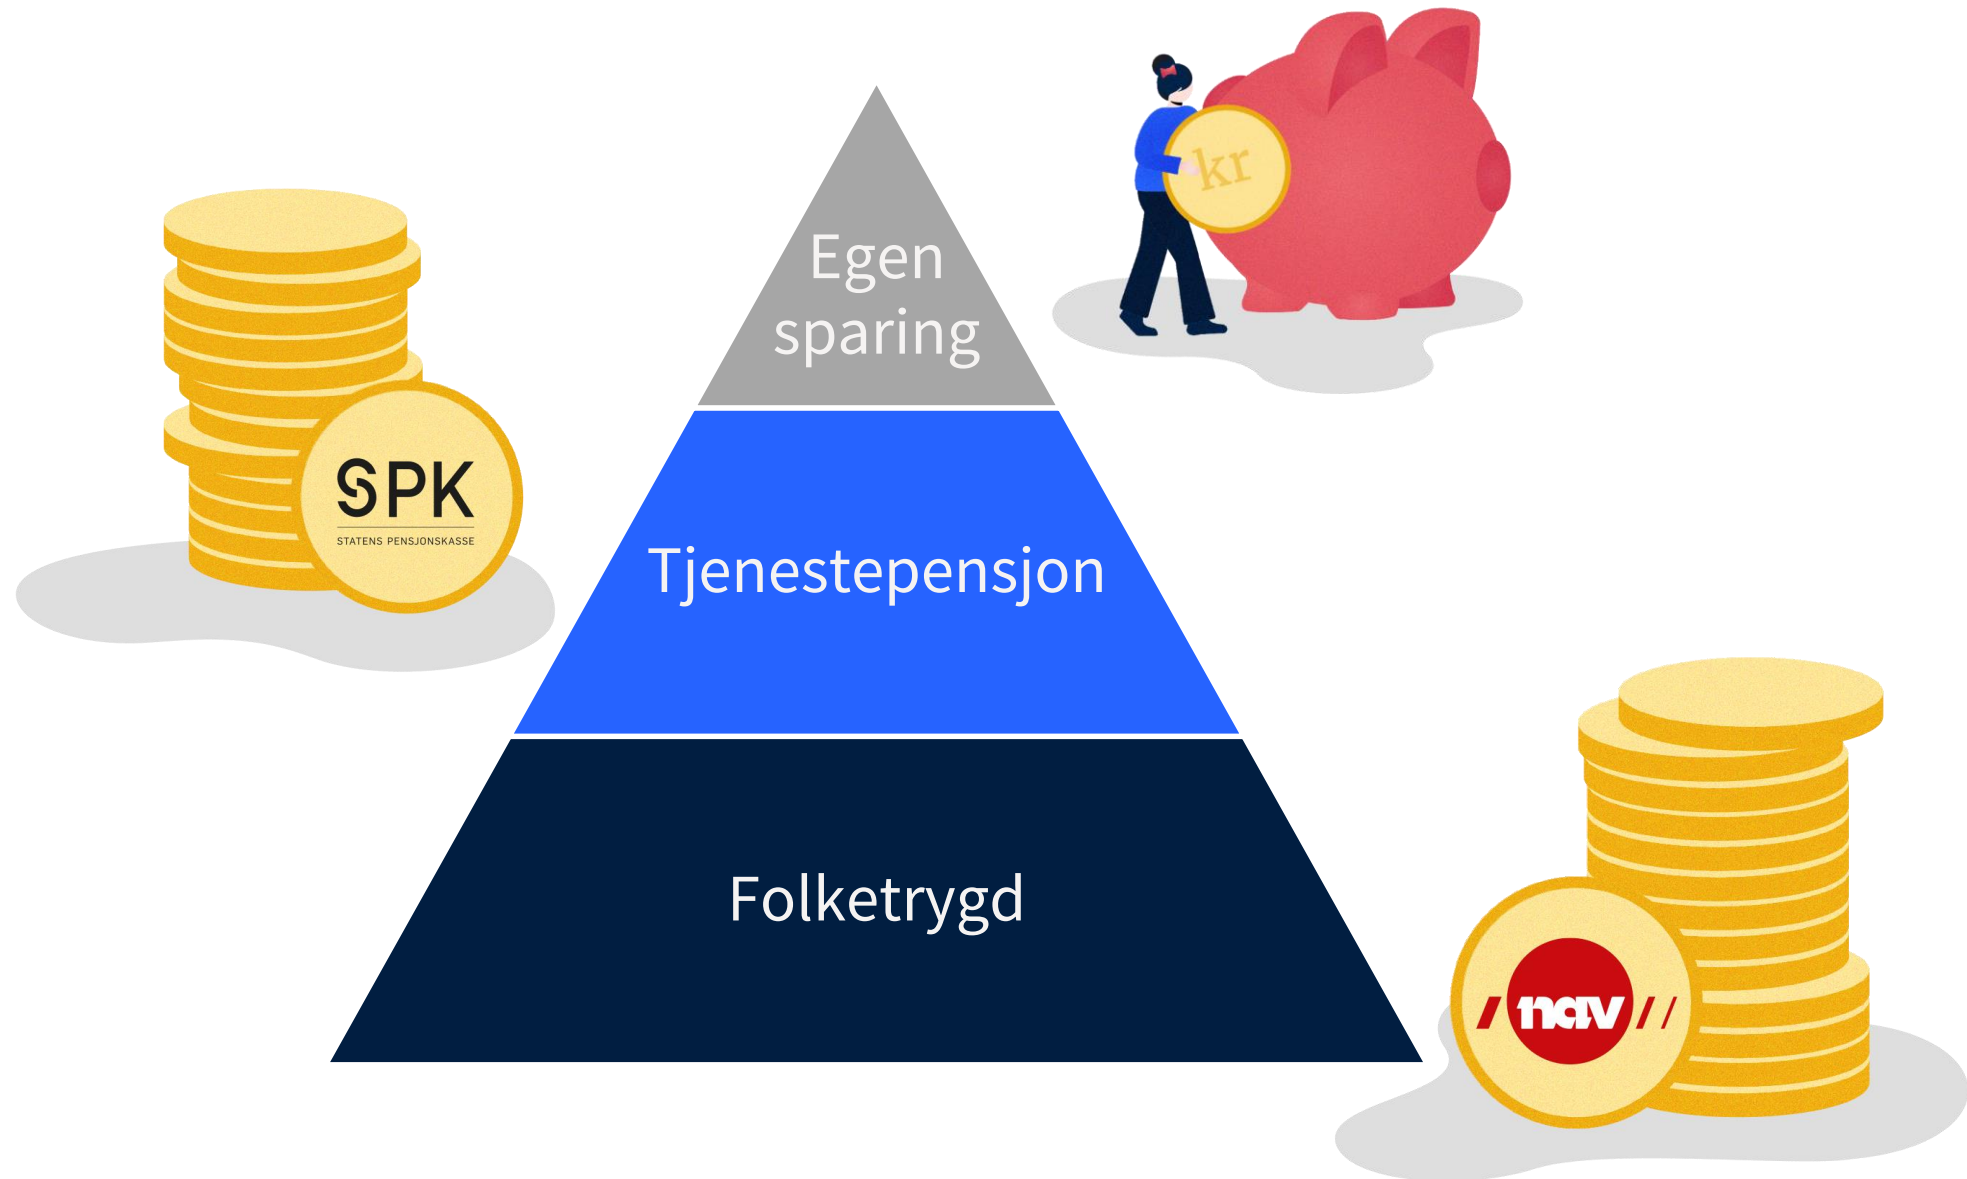 Egen
sparing
kr
SPK
STATENS PENSJONSKASSE
Tjenestepensjon
Folketrygd
nav